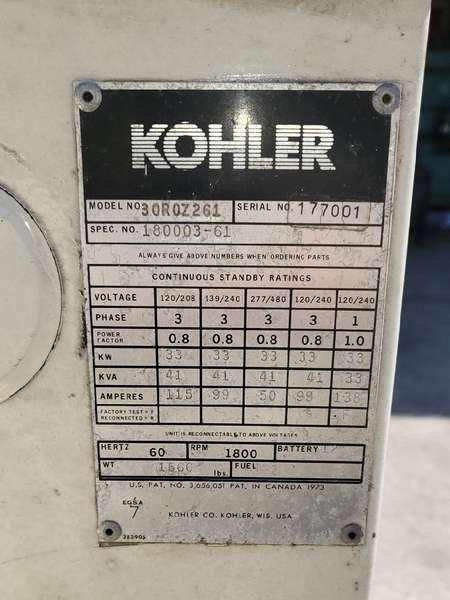 KOHLER
MODEL NO. 30R0Z261 SERIAL NO. 177001
SPEC. NO. 180003-61
ALWAYS GIVE ABOVE NUMBERS WHEN ORDERING PARTS
CONTINUOUS STANDBY RATINGS
VOLTAGE 120/208 139/240 277/480 120/240 120/240
PHASE 3 3 3 3 1
POWER FACTOR 0.8 0.8 0.8 0.8 1.0
KW 33 33 33 33 33
KVA 41 41 41 41 33
AMPERES 115 99 50 99 138
FACTORY TEST = F
RECONNECTED = R
UNIT IS RECONNECTABLE TO ABOVE VOLTAGES
HERTZ 60 RPM 1800 BATTERY 12
WT. 1560 lbs. FUEL
U.S. PAT. NO. 3,656,051 PAT. IN CANADA 1973
EGSA
7
KOHLER CO. KOHLER, WIS. USA